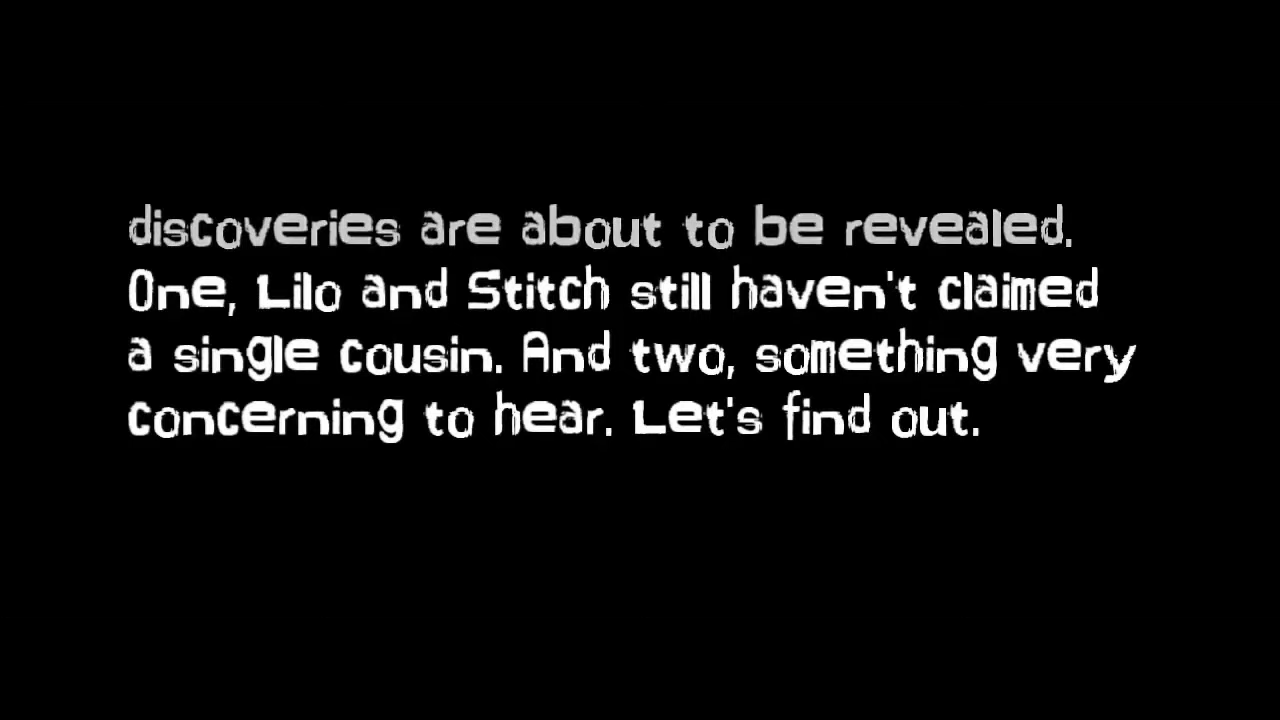 discoveries are about to be revealed.
One, Lilo and Stitch still haven't claimed
a single cousin. And two, something very
concerning to hear. Let's find out.